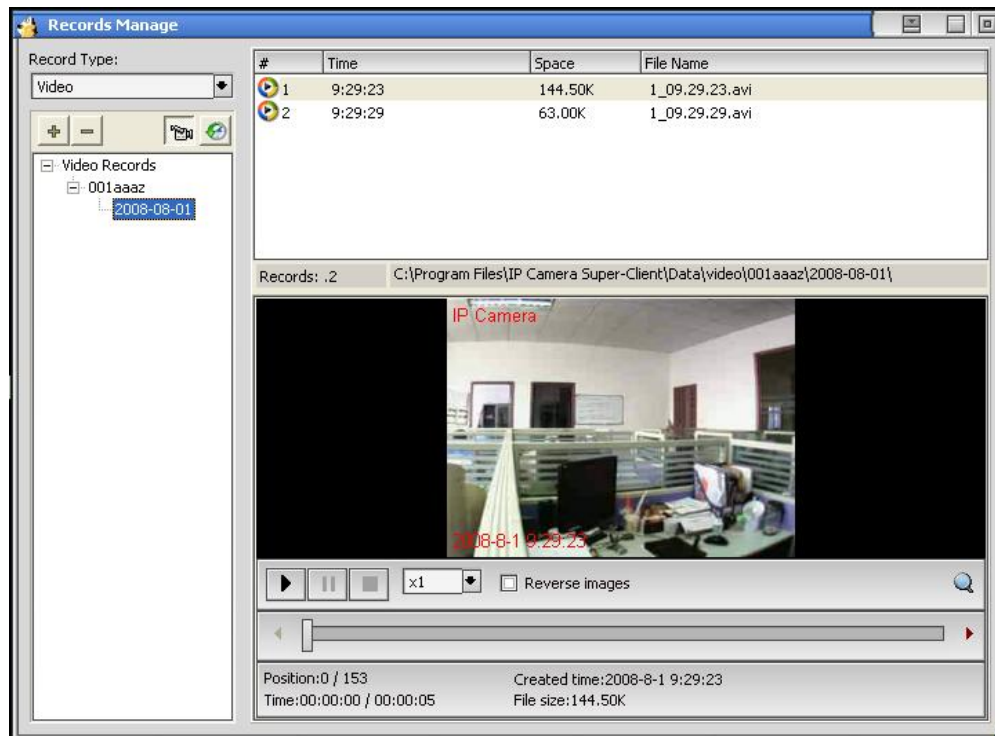 Records Manage
Record Type:
Video
Video Records
001aaaz
2008-08-01
# Time Space File Name
1 9:29:23 144.50K 1_09.29.23.avi
2 9:29:29 63.00K 1_09.29.29.avi
Records: .2 C:\Program Files\IP Camera Super-Client\Data\video\001aaaz\2008-08-01\
IP Camera
2008-8-1 9:29:23
x1 Reverse images
Position:0 / 153 Created time:2008-8-1 9:29:23
Time:00:00:00 / 00:00:05 File size:144.50K